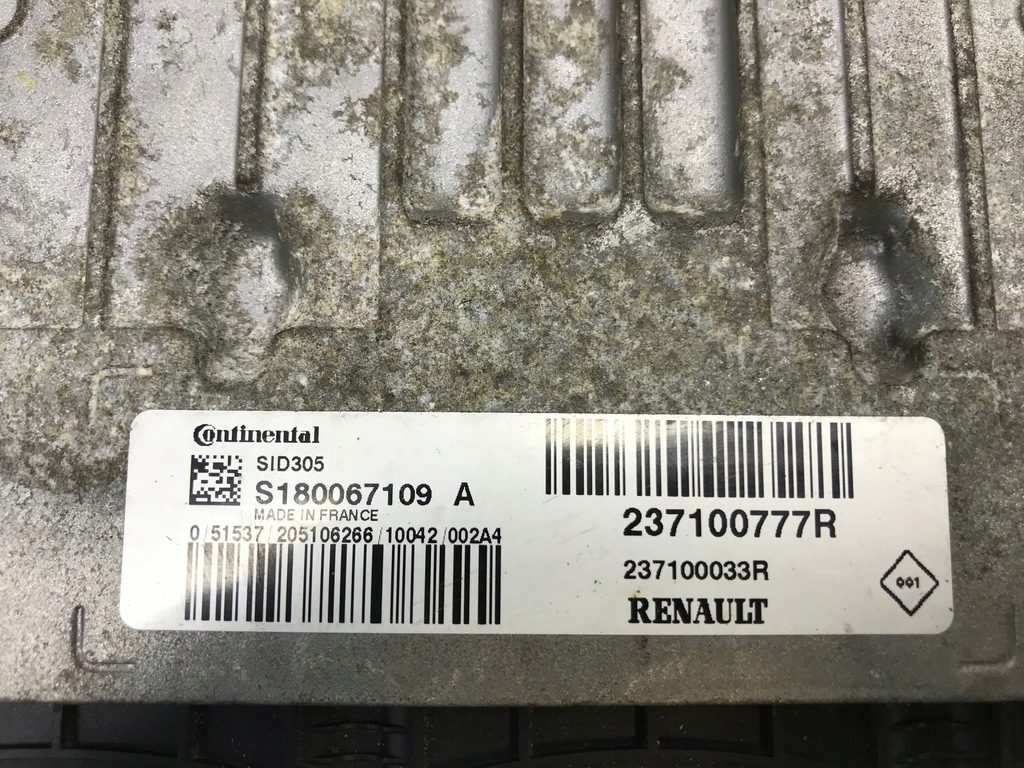 Continental
SID305
S180067109 A
MADE IN FRANCE
0/51537/205106266/10042/002A4
237100777R
237100033R
RENAULT
001